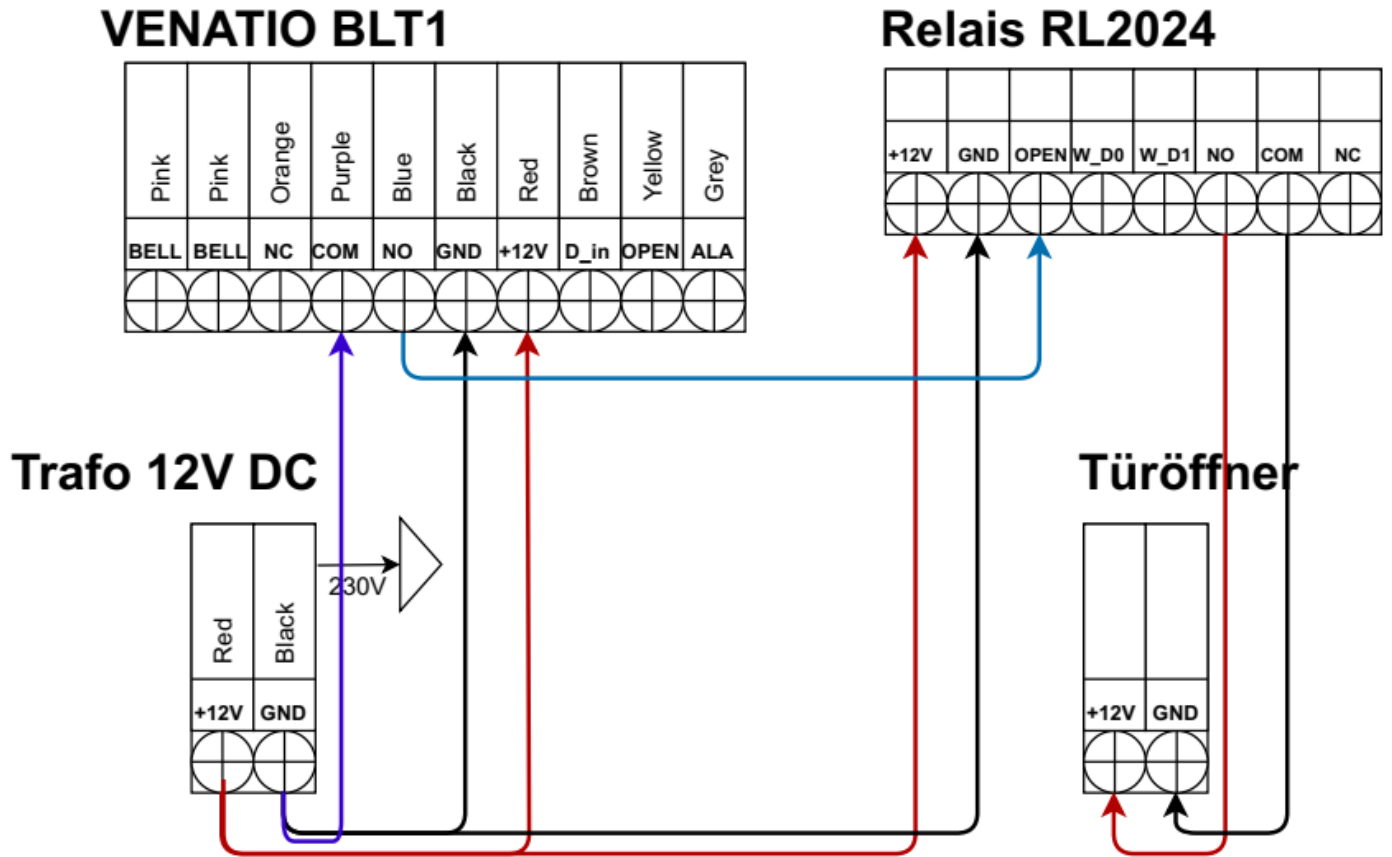 VENATIO BLT1
Pink Pink Orange Purple Blue Black Red Brown Yellow Grey
BELL BELL NC COM NO GND +12V D_in OPEN ALA
Relais RL2024
+12V GND OPEN W_D0 W_D1 NO COM NC
Trafo 12V DC
230V
Red Black
+12V GND
Türöffner
+12V GND